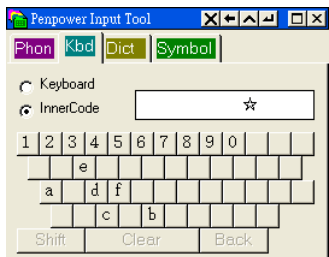 Penpower Input Tool
Phon Kbd Dict Symbol
Keyboard
InnerCode ☆
1 2 3 4 5 6 7 8 9 0
e
a d f
c b
Shift Clear Back